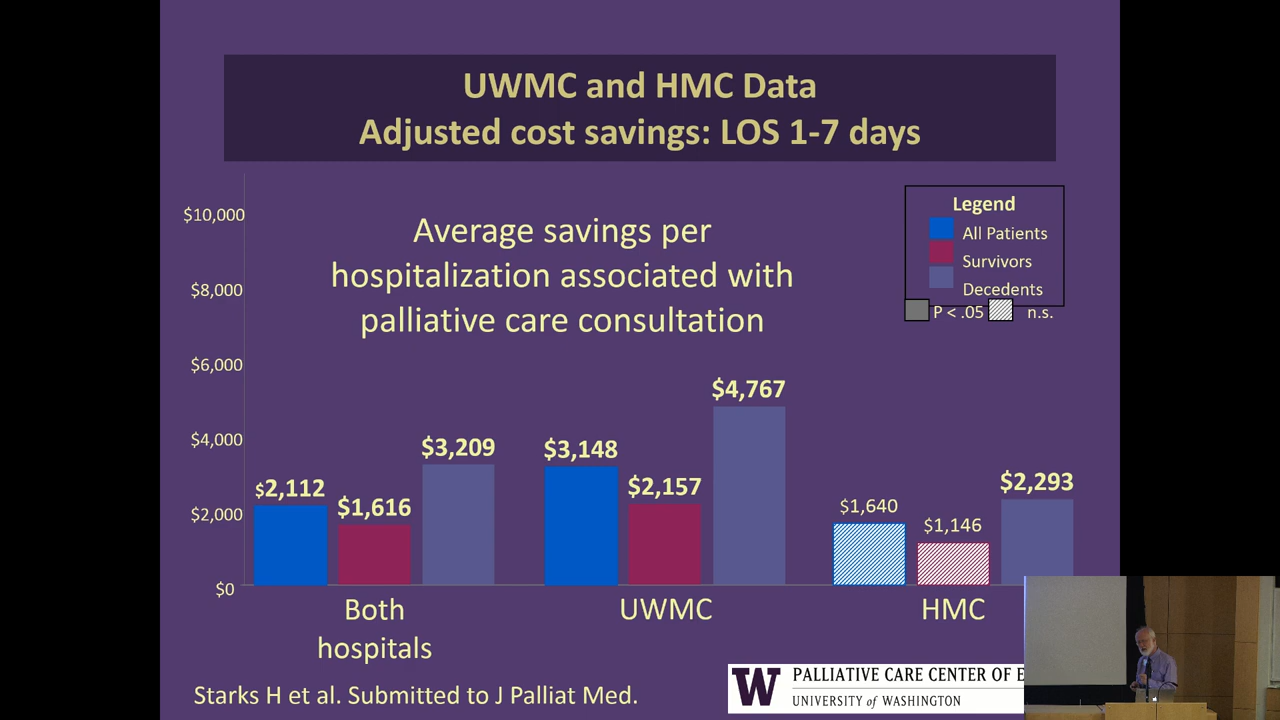 UWMC and HMC Data
Adjusted cost savings: LOS 1-7 days
Average savings per
hospitalization associated with
palliative care consultation
Legend
All Patients
Survivors
Decedents
P < .05
n.s.
$10,000
$8,000
$6,000
$4,000
$2,000
$0
$2,112
$1,616
$3,209
$3,148
$2,157
$4,767
$1,640
$1,146
$2,293
Both
hospitals
UWMC
HMC
Starks H et al. Submitted to J Palliat Med.
W
PALLIATIVE CARE CENTER OF E
UNIVERSITY of WASHINGTON